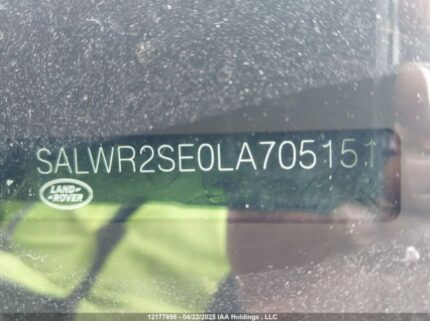 SALWR2SE0LA705151
LAND-
-ROVER
12177695 - 04/22/2025 IAA Holdings , LLC